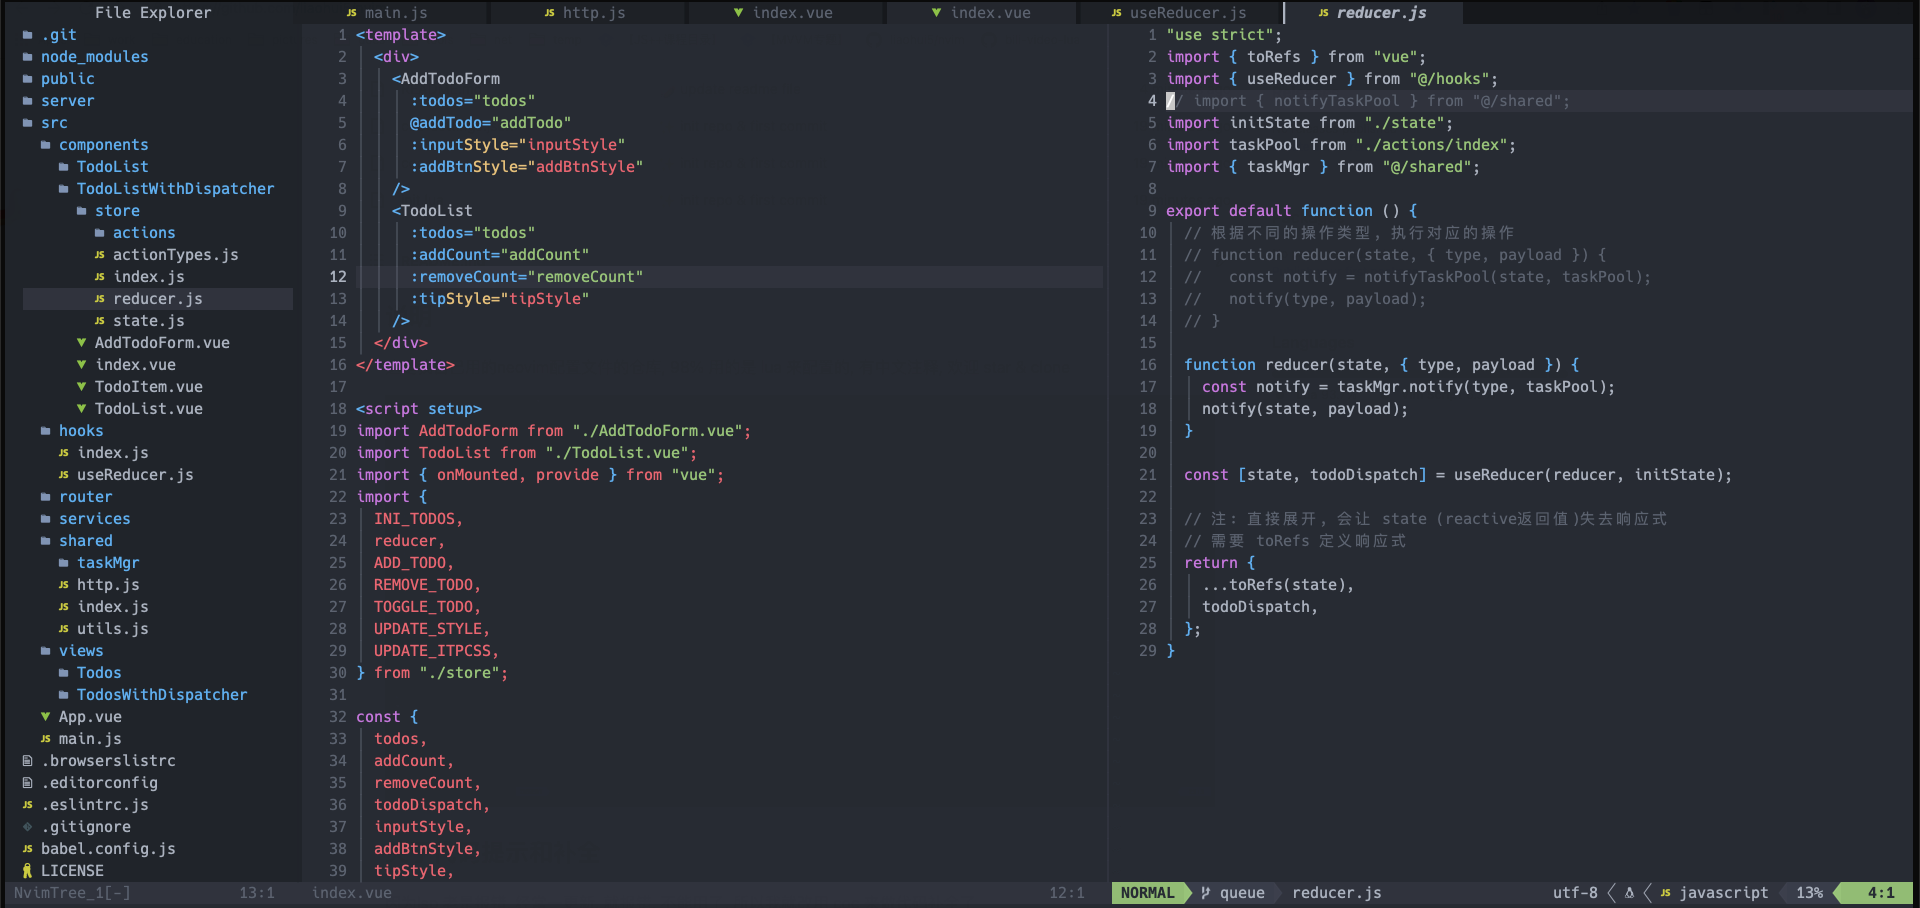 File Explorer
.git
node_modules
public
server
src
components
TodoList
TodoListWithDispatcher
store
actions
actionTypes.js
index.js
reducer.js
state.js
AddTodoForm.vue
index.vue
TodoItem.vue
TodoList.vue
hooks
index.js
useReducer.js
router
services
shared
taskMgr
http.js
index.js
utils.js
views
Todos
TodosWithDispatcher
App.vue
main.js
.browserslistrc
.editorconfig
.eslintrc.js
.gitignore
babel.config.js
LICENSE
NvimTree_1[-] 13:1
JS main.js JS http.js index.vue index.vue JS useReducer.js JS reducer.js
1 <template>
2   <div>
3     <AddTodoForm
4       :todos="todos"
5       @addTodo="addTodo"
6       :inputStyle="inputStyle"
7       :addBtnStyle="addBtnStyle"
8     />
9     <TodoList
10       :todos="todos"
11       :addCount="addCount"
12       :removeCount="removeCount"
13       :tipStyle="tipStyle"
14     />
15   </div>
16 </template>
17
18 <script setup>
19 import AddTodoForm from "./AddTodoForm.vue";
20 import TodoList from "./TodoList.vue";
21 import { onMounted, provide } from "vue";
22 import {
23   INI_TODOS,
24   reducer,
25   ADD_TODO,
26   REMOVE_TODO,
27   TOGGLE_TODO,
28   UPDATE_STYLE,
29   UPDATE_ITPCSS,
30 } from "./store";
31
32 const {
33   todos,
34   addCount,
35   removeCount,
36   todoDispatch,
37   inputStyle,
38   addBtnStyle,
39   tipStyle,
index.vue 12:1
1 "use strict";
2 import { toRefs } from "vue";
3 import { useReducer } from "@/hooks";
4 // import { notifyTaskPool } from "@/shared";
5 import initState from "./state";
6 import taskPool from "./actions/index";
7 import { taskMgr } from "@/shared";
8
9 export default function () {
10   // 根据不同的操作类型，执行对应的操作
11   // function reducer(state, { type, payload }) {
12   //   const notify = notifyTaskPool(state, taskPool);
13   //   notify(type, payload);
14   // }
15
16   function reducer(state, { type, payload }) {
17     const notify = taskMgr.notify(type, taskPool);
18     notify(state, payload);
19   }
20
21   const [state, todoDispatch] = useReducer(reducer, initState);
22
23   // 注: 直接展开，会让 state (reactive返回值)失去响应式
24   // 需要 toRefs 定义响应式
25   return {
26     ...toRefs(state),
27     todoDispatch,
28   };
29 }
NORMAL queue reducer.js utf-8 JS javascript 13% 4:1